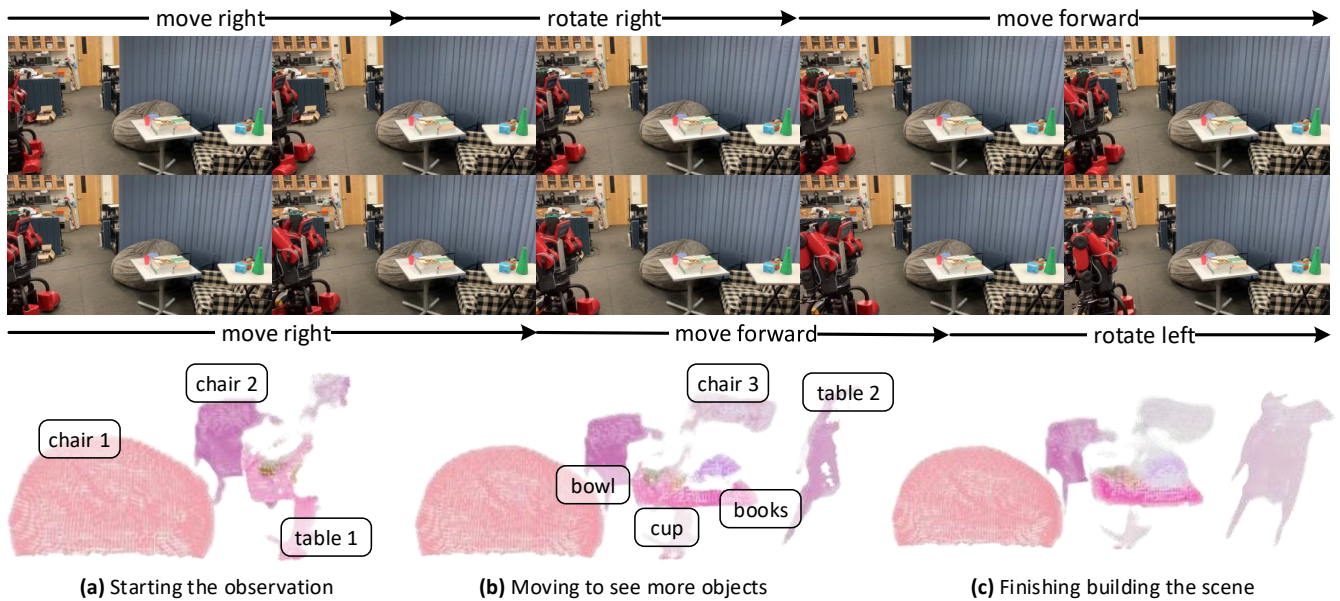 move right rotate right move forward
move right move forward rotate left
chair 2 chair 3 table 2
chair 1
bowl
books
cup
table 1
(a) Starting the observation (b) Moving to see more objects (c) Finishing building the scene